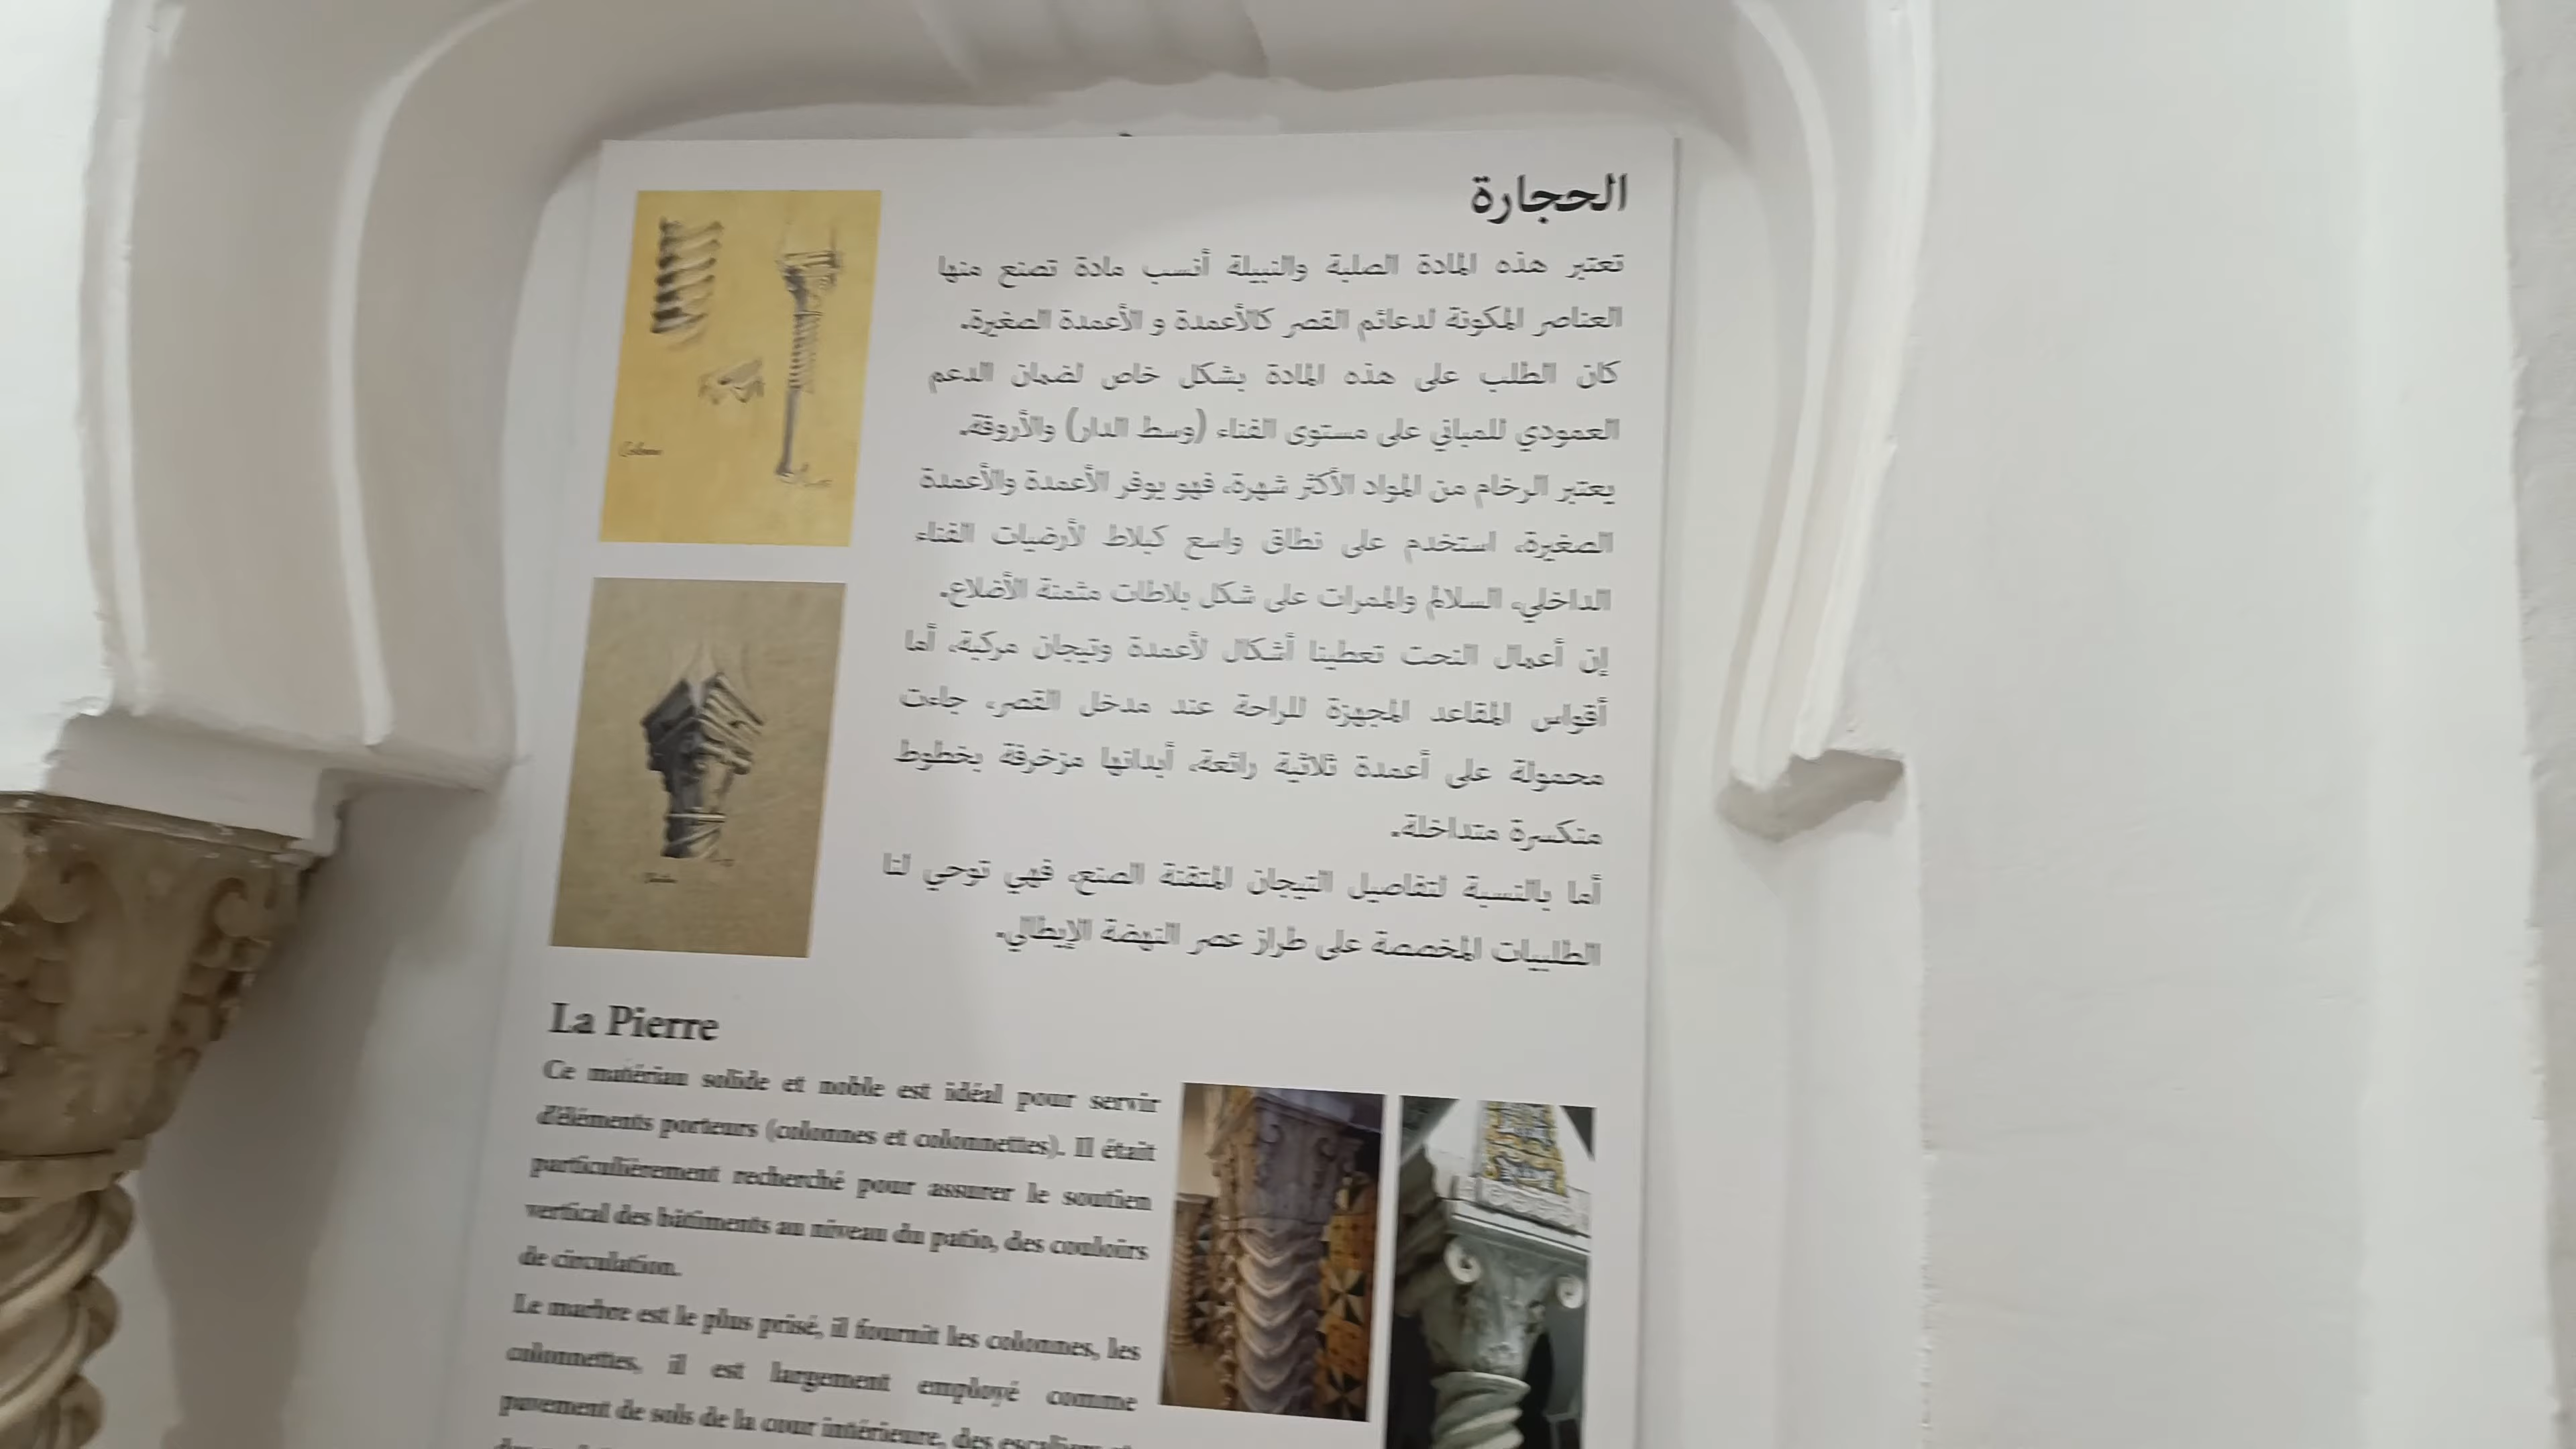 الحجارة
تعتبر هذه المادة الصلبة والنبيلة أنسب مادة تصنع منها
العناصر المكونة لدعائم القصر كالأعمدة و الأعمدة الصغيرة.
كان الطلب على هذه المادة بشكل خاص لضمان الدعم
العمودي للمباني على مستوى الفناء (وسط الدار) والأروقة.
يعتبر الرخام من المواد الأكثر شهرة، فهو يوفر الأعمدة والأعمدة
الصغيرة، استخدم على نطاق واسع كبلاط لأرضيات الفناء
الداخلي، السلالم والممرات على شكل بلاطات مثمنة الأضلاع.
إن أعمال النحت تعطينا أشكال لأعمدة وتيجان مركبة، أما
أقواس المقاعد المجهزة للراحة عند مدخل القصر، جاءت
محمولة على أعمدة ثلاثية رائعة، أبدانها مزخرفة بخطوط
منكسرة متداخلة.
أما بالنسبة لتفاصيل التيجان المتقنة الصنع، فهي توحي لنا
الطلبيات المخصصة على طراز عصر النهضة الإيطالي.
La Pierre
Ce matériau solide et noble est idéal pour servir
d'éléments porteurs (colonnes et colonnettes). Il était
particulièrement recherché pour assurer le soutien
vertical des bâtiments au niveau du patio, des couloirs
de circulation.
Le marbre est le plus prisé, il fournit les colonnes, les
colonnettes, il est largement employé comme
pavement de sols de la cour intérieure, des escaliers